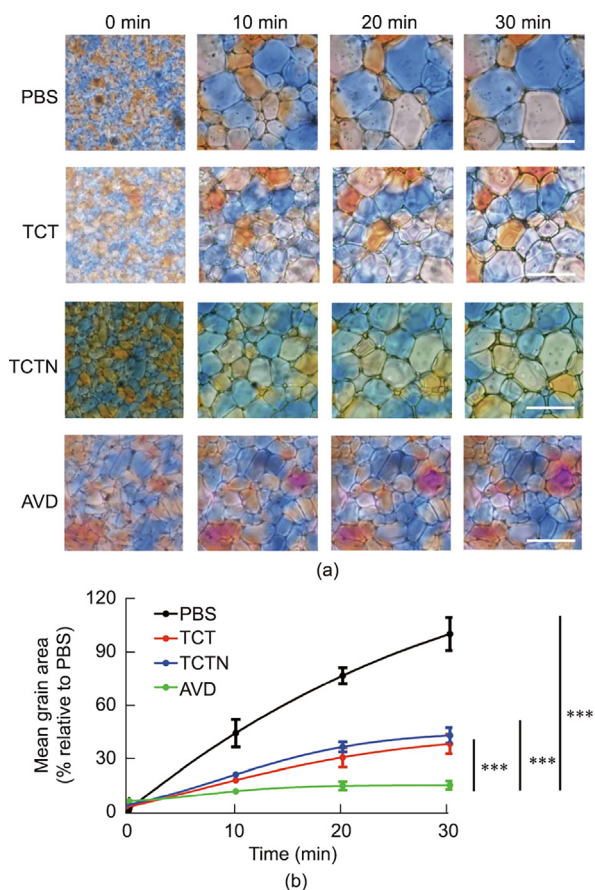 0 min 10 min 20 min 30 min
PBS
TCT
TCTN
AVD
(a)
Mean grain area
(% relative to PBS)
120
90
60
30
0
PBS
TCT
TCTN
AVD
***
***
***
0 10 20 30
Time (min)
(b)